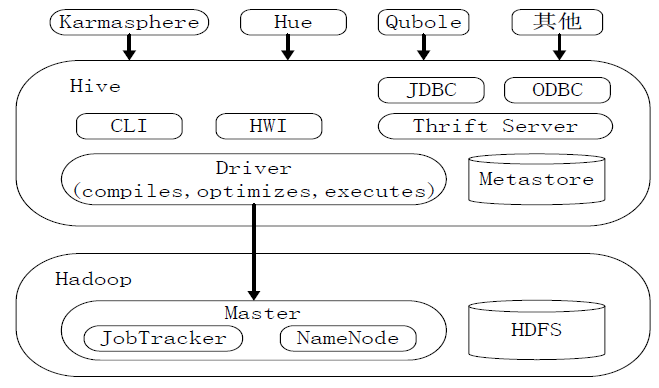 Karmasphere
Hue
Qubole
其他
Hive
JDBC
ODBC
CLI
HWI
Thrift Server
Driver
(compiles,optimizes,executes)
Metastore
Hadoop
Master
JobTracker
NameNode
HDFS